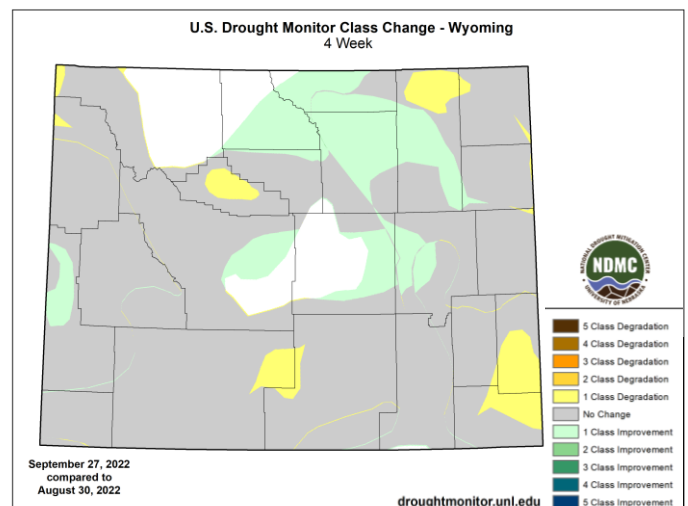 U.S. Drought Monitor Class Change - Wyoming
4 Week
NATIONAL DROUGHT MITIGATION CENTER
NDMC
UNIVERSITY OF NEBRASKA
5 Class Degradation
4 Class Degradation
3 Class Degradation
2 Class Degradation
1 Class Degradation
No Change
1 Class Improvement
2 Class Improvement
3 Class Improvement
4 Class Improvement
5 Class Improvement
September 27, 2022
compared to
August 30, 2022
droughtmonitor.unl.edu